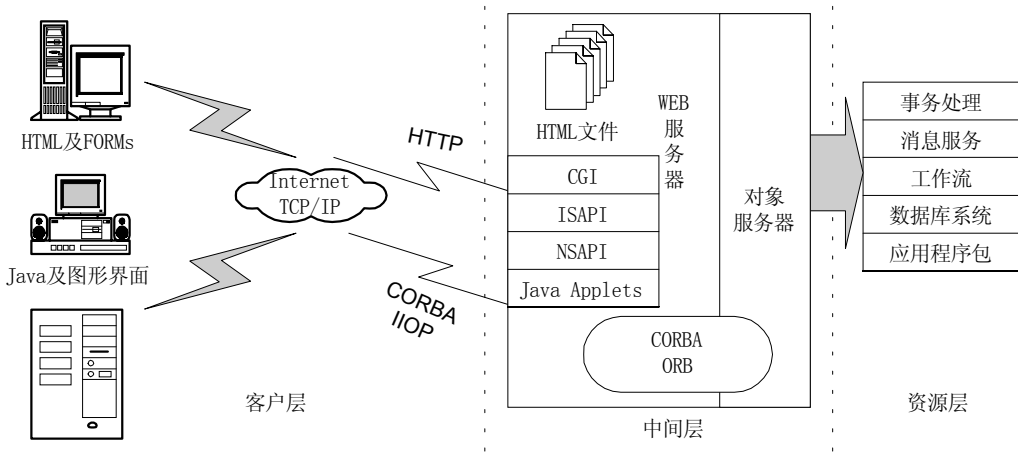 HTML及FORMs
Java及图形界面
Internet
TCP/IP
HTTP
CORBA
IIOP
客户层
HTML文件
WEB
服
务
器
CGI
ISAPI
NSAPI
Java Applets
对象
服务器
CORBA
ORB
中间层
事务处理
消息服务
工作流
数据库系统
应用程序包
资源层